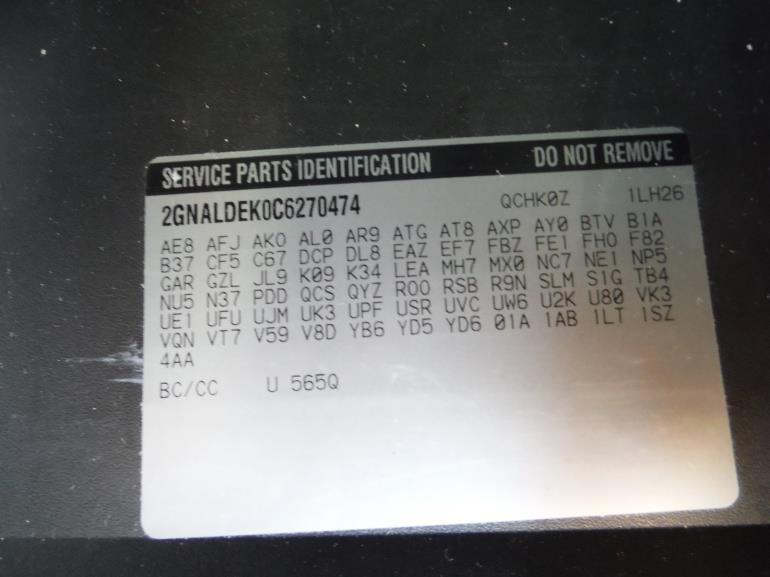 SERVICE PARTS IDENTIFICATION DO NOT REMOVE
2GNALDEK0C6270474 QCHK0Z 1LH26
AE8 AFJ AK0 AL0 AR9 ATG AT8 AXP AY0 BTV B1A
B37 CF5 C67 DCP DL8 EAZ EF7 FBZ FE1 FH0 F82
GAR GZL JL9 K09 K34 LEA MH7 MX0 NC7 NE1 NP5
NU5 N37 PDD QCS QYZ R00 RSB R9N SLM S1G TB4
UE1 UFU UJM UK3 UPF USR UVC UW6 U2K U80 VK3
VQN VT7 V59 V8D YB6 YD5 YD6 01A 1AB 1LT 1SZ
4AA
BC/CC U 565Q